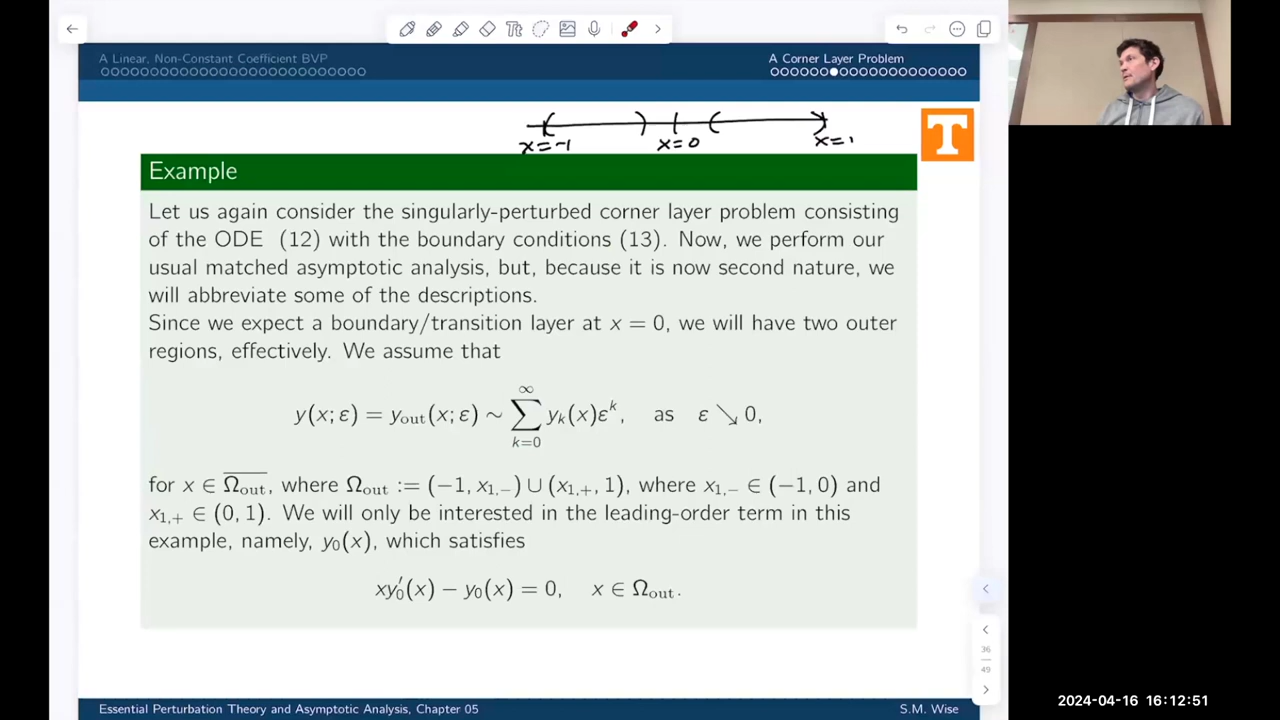 A Linear, Non-Constant Coefficient BVP
A Corner Layer Problem
x=-1 x=0 x=1
T
Example
Let us again consider the singularly-perturbed corner layer problem consisting
of the ODE (12) with the boundary conditions (13). Now, we perform our
usual matched asymptotic analysis, but, because it is now second nature, we
will abbreviate some of the descriptions.
Since we expect a boundary/transition layer at x = 0, we will have two outer
regions, effectively. We assume that
y(x; ε) = y_out(x; ε) ∼ ∑_{k=0}^{∞} y_k(x)ε^k, as ε ↘ 0,
for x ∈ \overline{Ω_out}, where Ω_out := (−1, x_{1,−}) ∪ (x_{1,+}, 1), where x_{1,−} ∈ (−1, 0) and
x_{1,+} ∈ (0, 1). We will only be interested in the leading-order term in this
example, namely, y_0(x), which satisfies
xy_0′(x) − y_0(x) = 0, x ∈ Ω_out.
36
49
Essential Perturbation Theory and Asymptotic Analysis, Chapter 05
S.M. Wise
2024-04-16 16:12:51